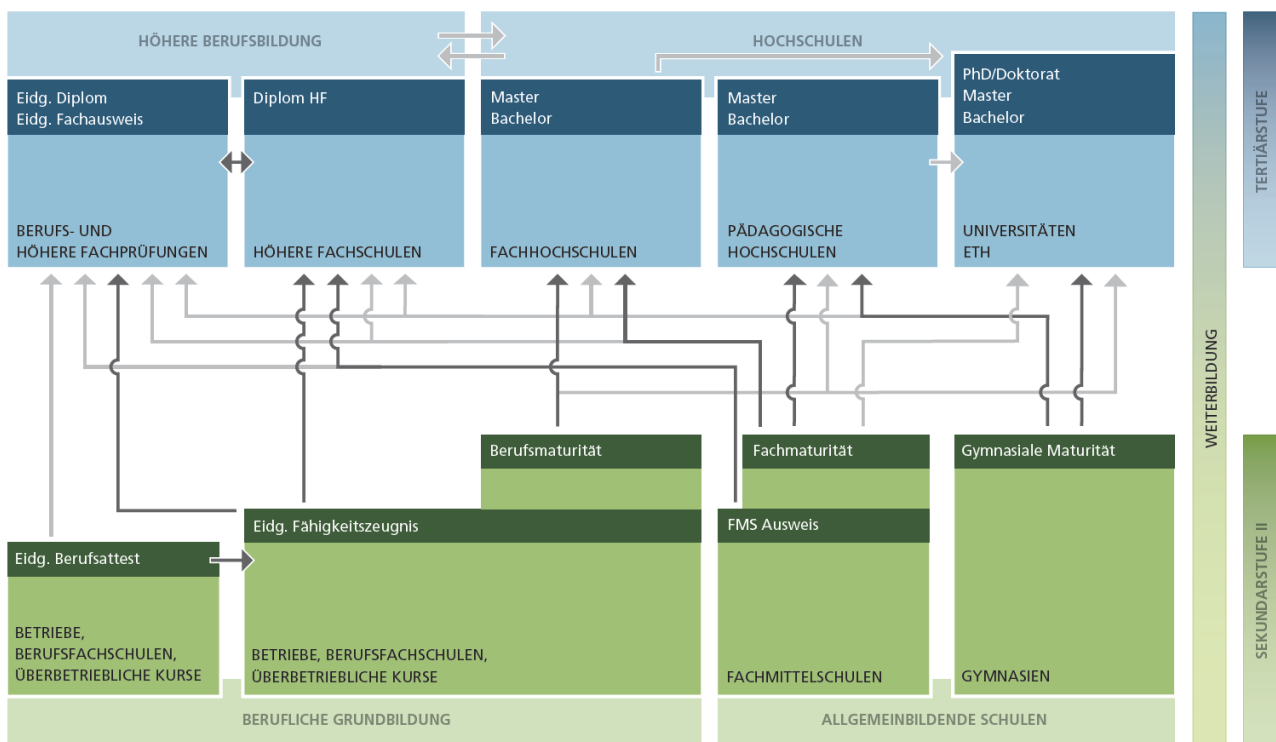 HÖHERE BERUFSBILDUNG
HOCHSCHULEN
Eidg. Diplom
Eidg. Fachausweis
Diplom HF
Master
Bachelor
Master
Bachelor
PhD/Doktorat
Master
Bachelor
BERUFS- UND
HÖHERE FACHPRÜFUNGEN
HÖHERE FACHSCHULEN
FACHHOCHSCHULEN
PÄDAGOGISCHE
HOCHSCHULEN
UNIVERSITÄTEN
ETH
TERTIÄRSTUFE
WEITERBILDUNG
Berufsmaturität
Fachmaturität
Gymnasiale Maturität
Eidg. Fähigkeitszeugnis
FMS Ausweis
Eidg. Berufsattest
BETRIEBE,
BERUFSFACHSCHULEN,
ÜBERBETRIEBLICHE KURSE
BETRIEBE, BERUFSFACHSCHULEN,
ÜBERBETRIEBLICHE KURSE
FACHMITTELSCHULEN
GYMNASIEN
SEKUNDARSTUFE II
BERUFLICHE GRUNDBILDUNG
ALLGEMEINBILDENDE SCHULEN